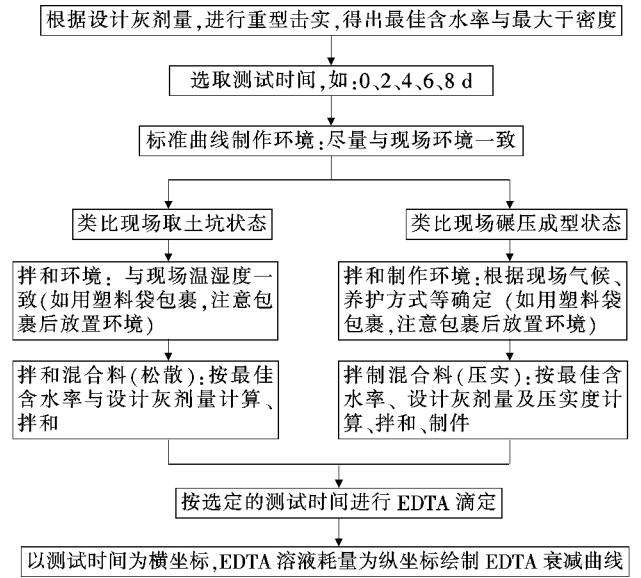 根据设计灰剂量,进行重型击实,得出最佳含水率与最大干密度
选取测试时间,如:0、2、4、6、8 d
标准曲线制作环境:尽量与现场环境一致
类比现场取土坑状态
拌和环境: 与现场温湿度一
致(如用塑料袋包裹,注意包
裹后放置环境)
拌和混合料(松散):按最佳
含水率与设计灰剂量计算、
拌和
类比现场碾压成型状态
拌和制作环境:根据现场气候、
养护方式等确定 (如用塑料袋
包裹,注意包裹后放置环境)
拌制混合料(压实):按最佳含
水率、设计灰剂量及压实度计
算、拌和、制件
按选定的测试时间进行 EDTA 滴定
以测试时间为横坐标,EDTA 溶液耗量为纵坐标绘制 EDTA 衰减曲线